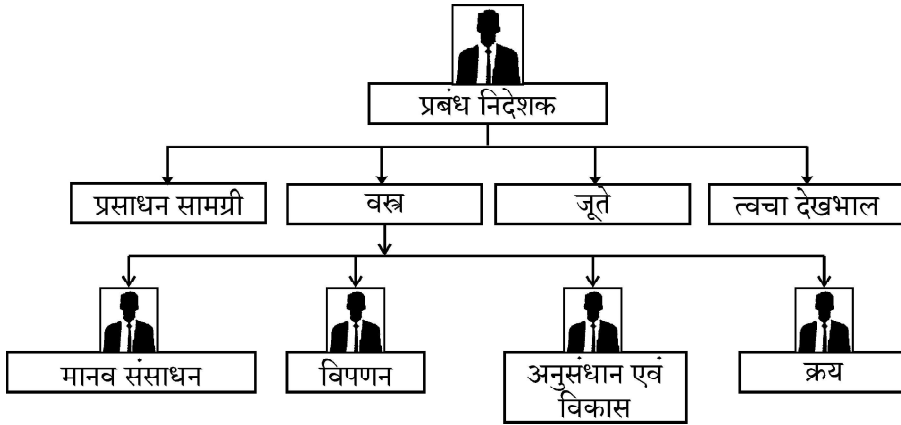 प्रबंध निदेशक
प्रसाधन सामग्री
वस्त्र
जूते
त्वचा देखभाल
मानव संसाधन
विपणन
अनुसंधान एवं
विकास
क्रय